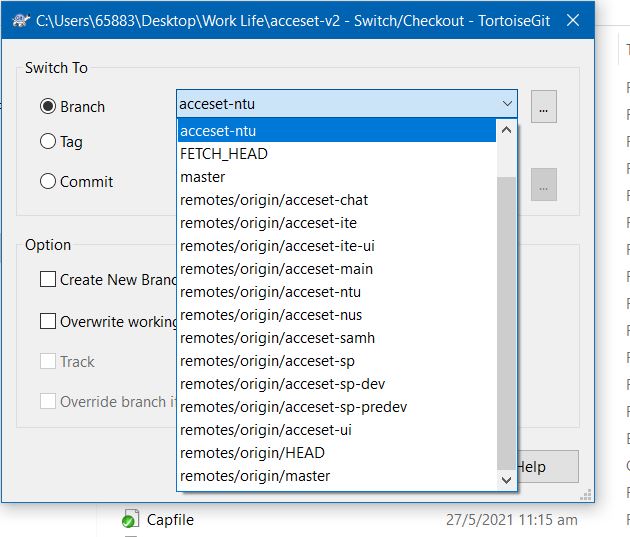 C:\Users\65883\Desktop\Work Life\acceset-v2 - Switch/Checkout - TortoiseGit
Switch To
Branch
acceset-ntu
...
acceset-ntu
FETCH_HEAD
Tag
master
Commit
...
remotes/origin/acceset-chat
remotes/origin/acceset-ite
Option
remotes/origin/acceset-ite-ui
remotes/origin/acceset-main
Create New Branc
remotes/origin/acceset-ntu
remotes/origin/acceset-nus
Overwrite working
remotes/origin/acceset-samh
remotes/origin/acceset-sp
Track
remotes/origin/acceset-sp-dev
Override branch i
remotes/origin/acceset-sp-predev
remotes/origin/acceset-ui
remotes/origin/HEAD
Help
remotes/origin/master
Capfile
27/5/2021 11:15 am